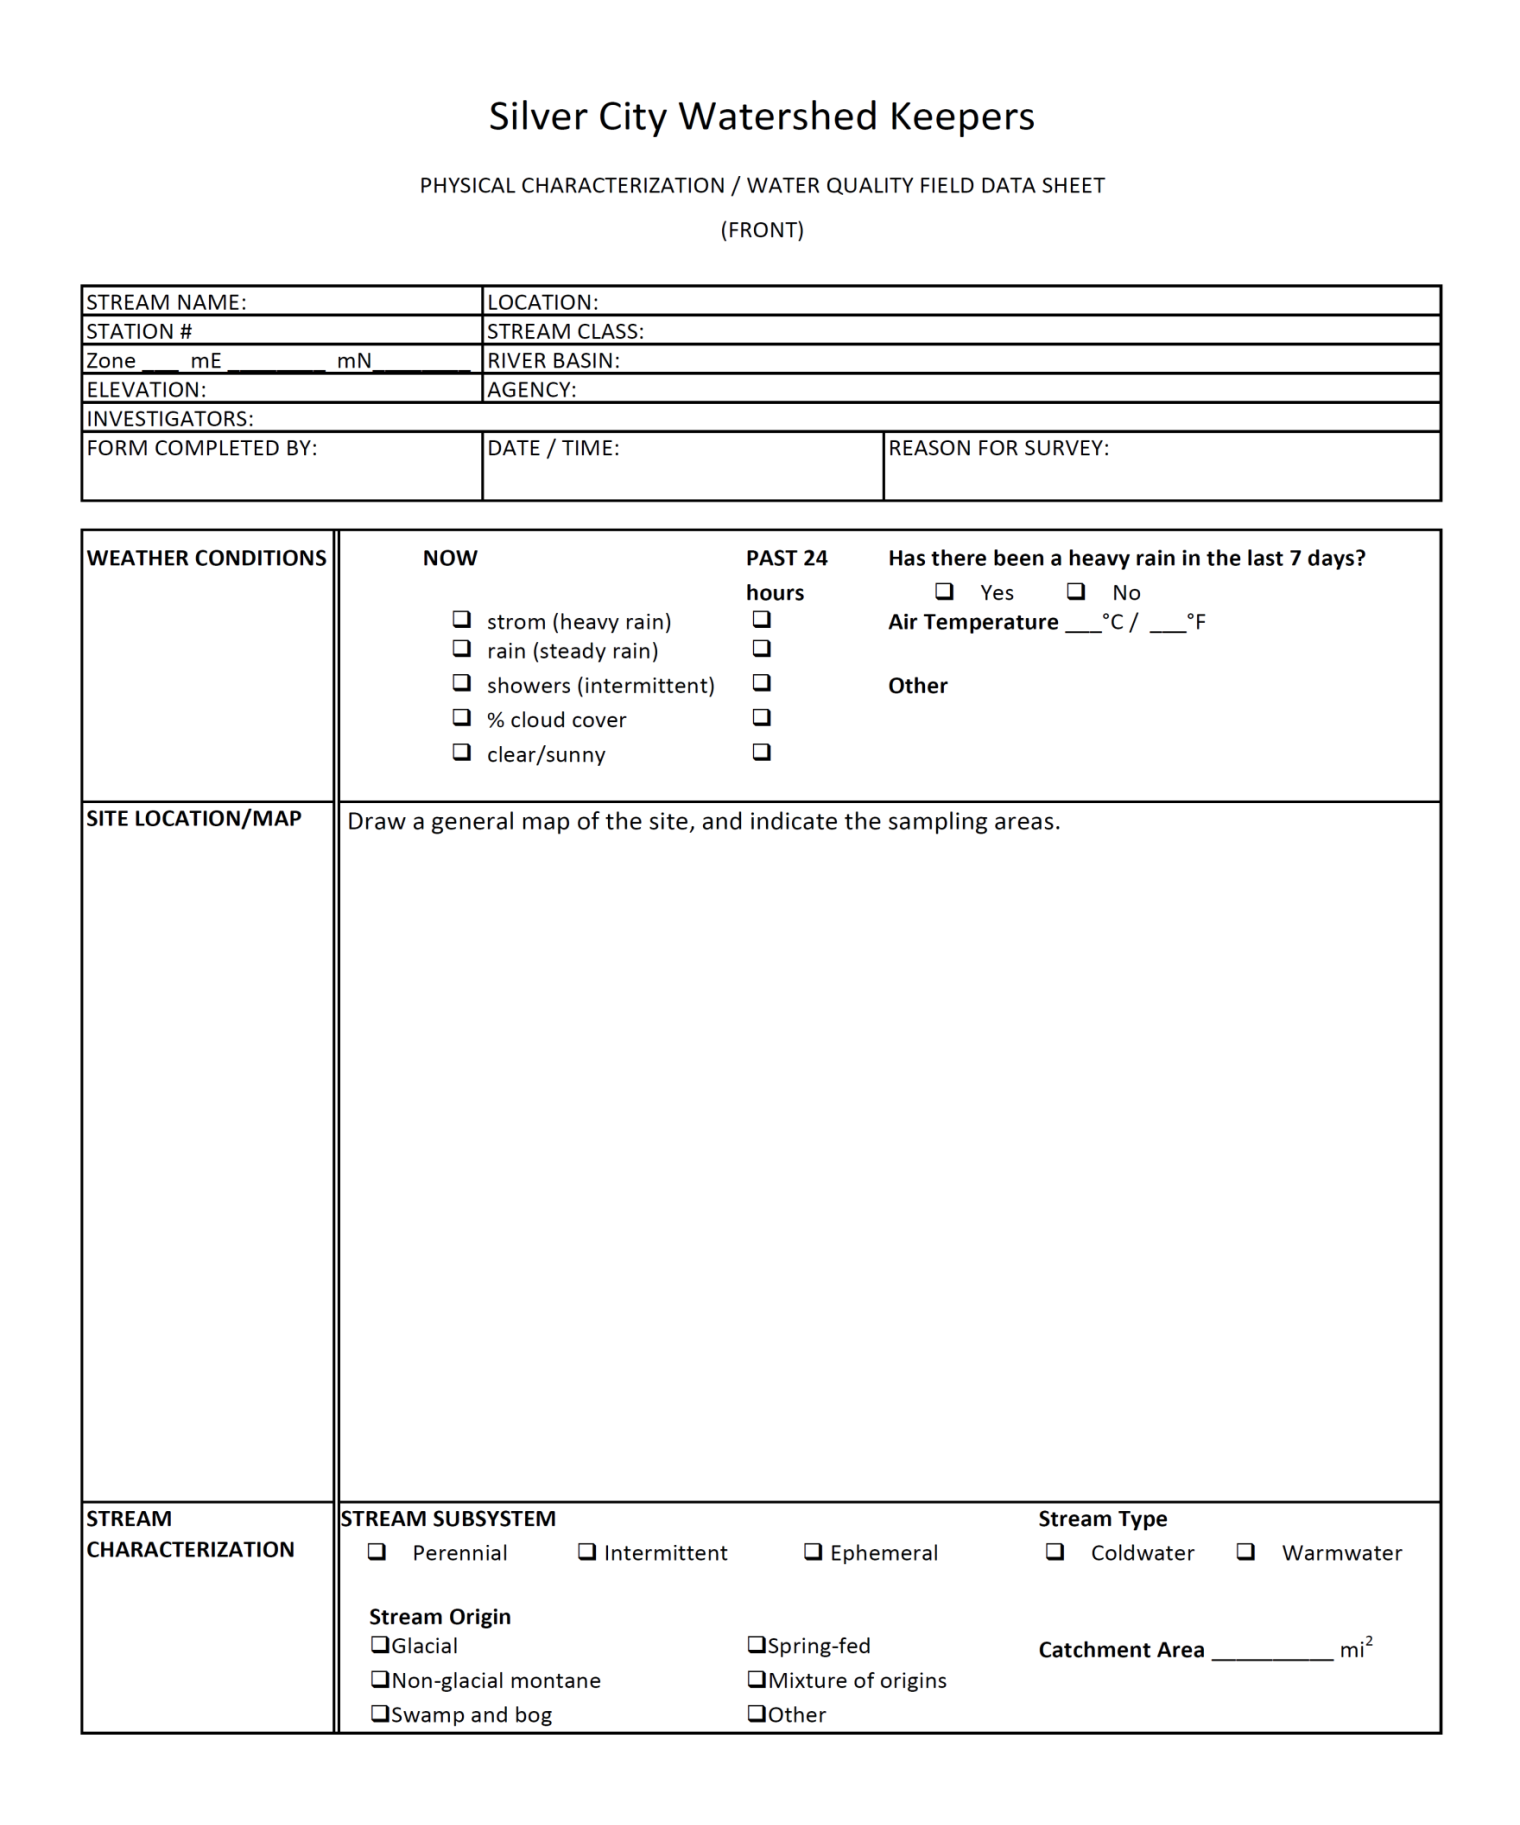 Silver City Watershed Keepers
PHYSICAL CHARACTERIZATION / WATER QUALITY FIELD DATA SHEET
(FRONT)
STREAM NAME: LOCATION:
STATION # STREAM CLASS:
Zone ___ mE ________ mN________ RIVER BASIN:
ELEVATION: AGENCY:
INVESTIGATORS:
FORM COMPLETED BY: DATE / TIME: REASON FOR SURVEY:
WEATHER CONDITIONS NOW PAST 24 Has there been a heavy rain in the last 7 days?
hours ❑ Yes ❑ No
❑ strom (heavy rain) ❑ Air Temperature ___°C / ___°F
❑ rain (steady rain) ❑
❑ showers (intermittent) ❑ Other
❑ % cloud cover ❑
❑ clear/sunny ❑
SITE LOCATION/MAP Draw a general map of the site, and indicate the sampling areas.
STREAM STREAM SUBSYSTEM Stream Type
CHARACTERIZATION ❑ Perennial ❑ Intermittent ❑ Ephemeral ❑ Coldwater ❑ Warmwater
Stream Origin
❑Glacial ❑Spring-fed Catchment Area __________ mi²
❑Non-glacial montane ❑Mixture of origins
❑Swamp and bog ❑Other